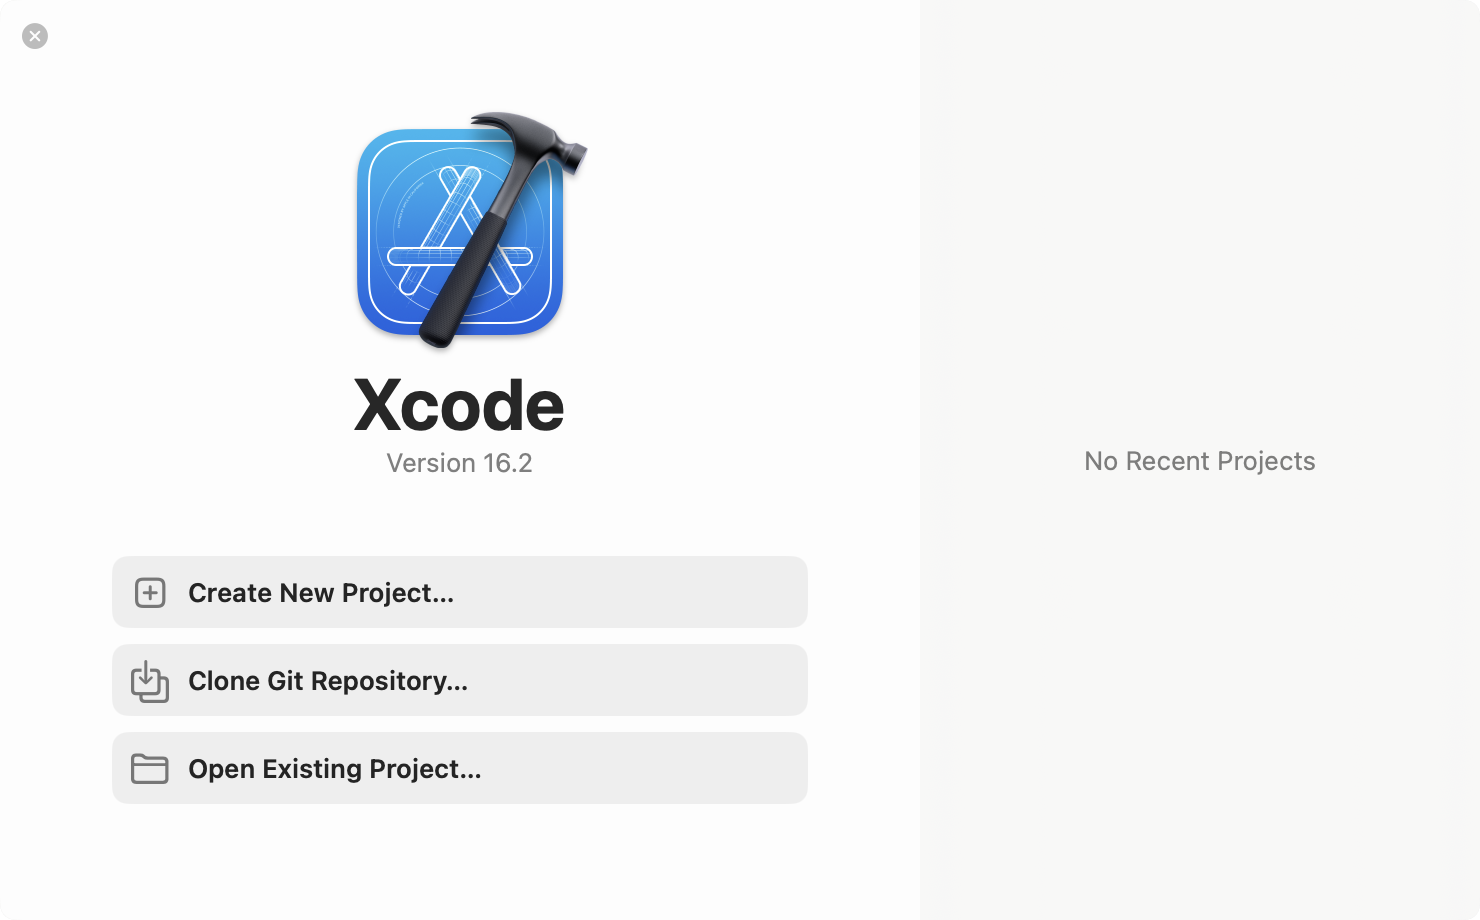 Xcode
Version 16.2
Create New Project...
Clone Git Repository...
Open Existing Project...
No Recent Projects